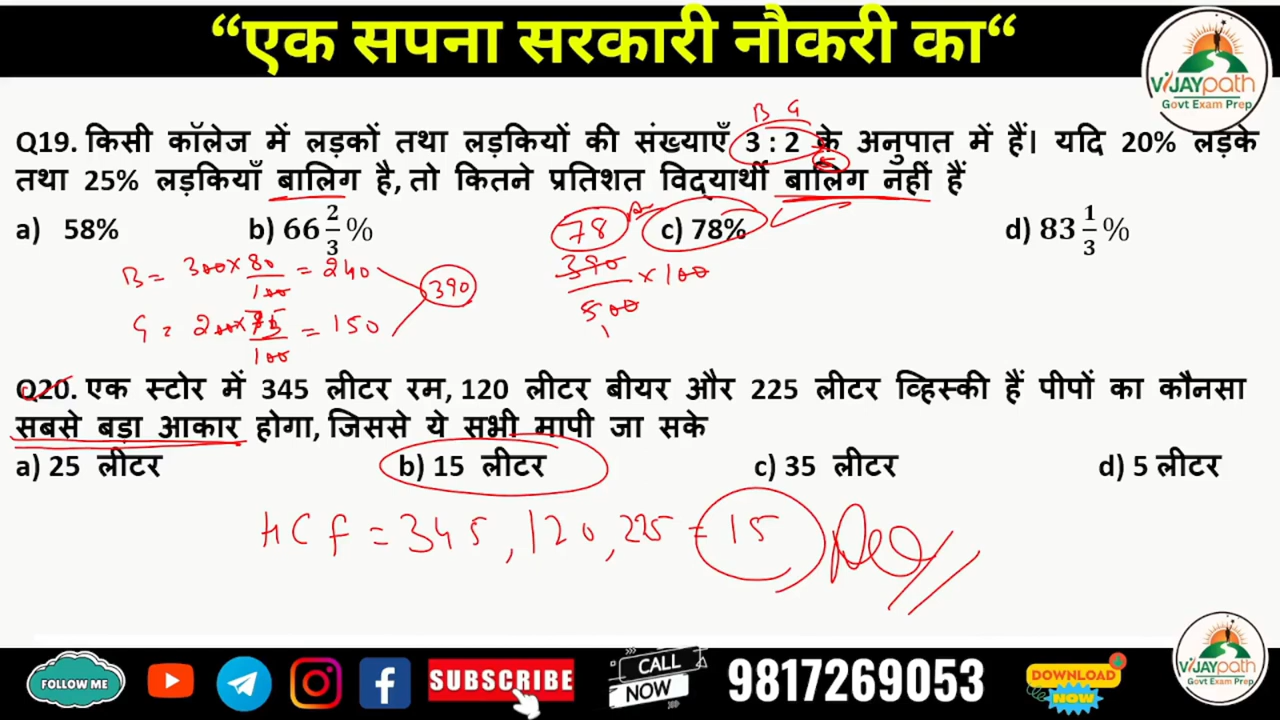 “एक सपना सरकारी नौकरी का“
ViJAYpath
Govt Exam Prep
B G
Q19. किसी कॉलेज में लड़कों तथा लड़कियों की संख्याएँ 3 : 2 के अनुपात में हैं। यदि 20% लड़के
5
तथा 25% लड़कियाँ बालिग है, तो कितने प्रतिशत विद्यार्थी बालिग नहीं हैं
a) 58% b) 66 2/3 % 78 c) 78% d) 83 1/3 %
B = 300 × 80/100 = 240
390
390/500 × 100
1
G = 200 × 75/100 = 150
Q20. एक स्टोर में 345 लीटर रम, 120 लीटर बीयर और 225 लीटर व्हिस्की हैं पीपों का कौनसा
सबसे बड़ा आकार होगा, जिससे ये सभी मापी जा सके
a) 25 लीटर b) 15 लीटर c) 35 लीटर d) 5 लीटर
HCF = 345, 120, 225 = 15
FOLLOW ME
SUBSCRIBE
CALL NOW
9817269053
DOWNLOAD NOW
ViJAYpath
Govt Exam Prep